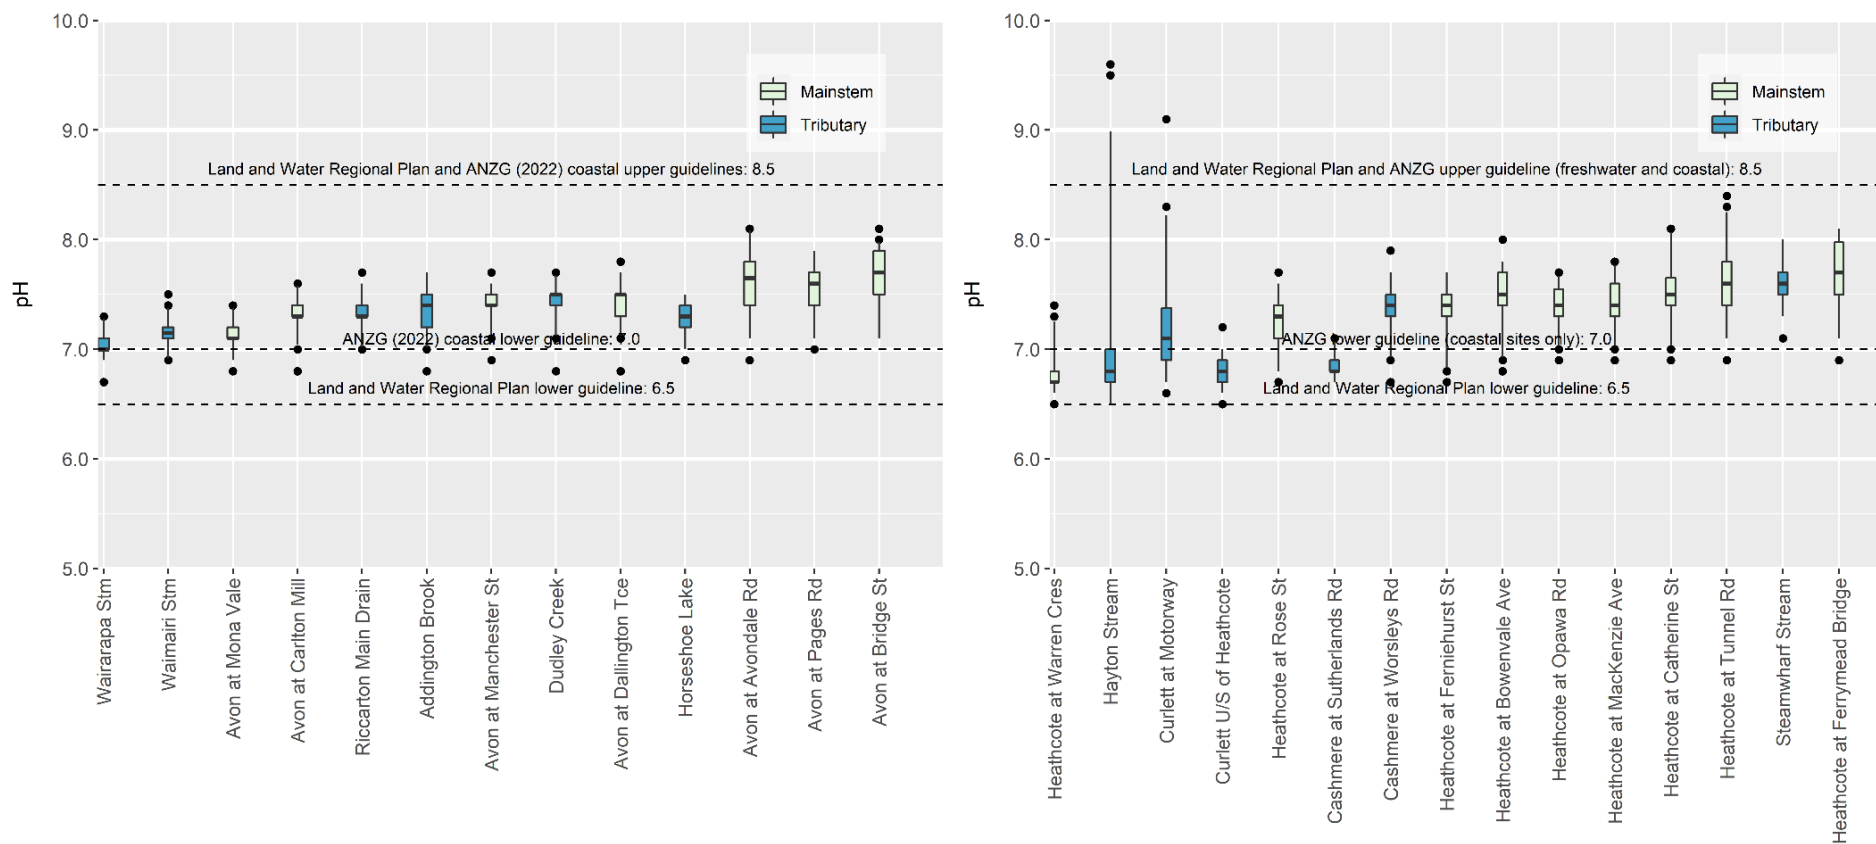 10.0
9.0
8.0
7.0
6.0
5.0
pH
Mainstem
Tributary
Land and Water Regional Plan and ANZG (2022) coastal upper guidelines: 8.5
ANZG (2022) coastal lower guideline: 7.0
Land and Water Regional Plan lower guideline: 6.5
Wairarapa Stm
Waimairi Stm
Avon at Mona Vale
Avon at Carlton Mill
Riccarton Main Drain
Addington Brook
Avon at Manchester St
Dudley Creek
Avon at Dallington Tce
Horseshoe Lake
Avon at Avondale Rd
Avon at Pages Rd
Avon at Bridge St
10.0
9.0
8.0
7.0
6.0
5.0
pH
Mainstem
Tributary
Land and Water Regional Plan and ANZG upper guideline (freshwater and coastal): 8.5
ANZG lower guideline (coastal sites only): 7.0
Land and Water Regional Plan lower guideline: 6.5
Heathcote at Warren Cres
Hayton Stream
Curlett at Motorway
Curlett U/S of Heathcote
Heathcote at Rose St
Cashmere at Sutherlands Rd
Cashmere at Worsleys Rd
Heathcote at Ferniehurst St
Heathcote at Bowenvale Ave
Heathcote at Opawa Rd
Heathcote at MacKenzie Ave
Heathcote at Catherine St
Heathcote at Tunnel Rd
Steamwharf Stream
Heathcote at Ferrymead Bridge